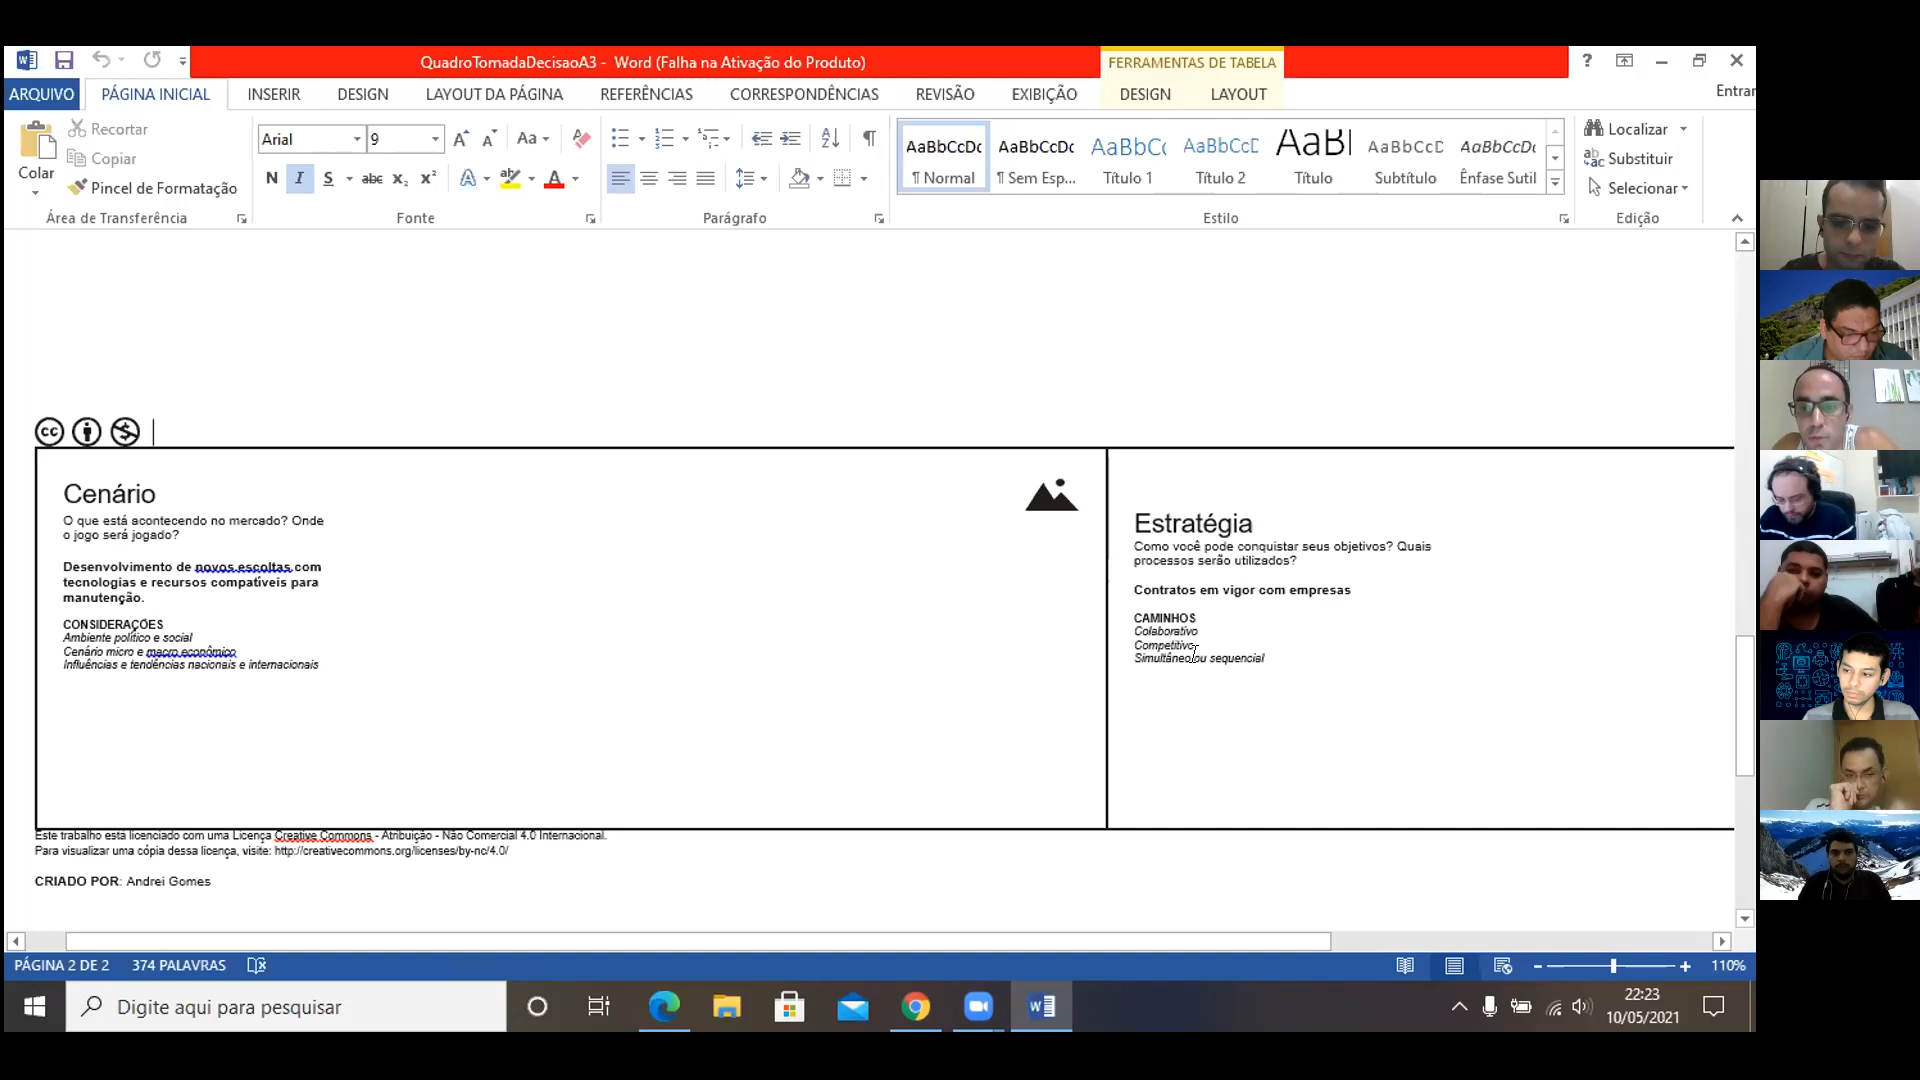 QuadroTomadaDecisaoA3 - Word (Falha na Ativação do Produto)
FERRAMENTAS DE TABELA
?
ARQUIVO PÁGINA INICIAL INSERIR DESIGN LAYOUT DA PÁGINA REFERÊNCIAS CORRESPONDÊNCIAS REVISÃO EXIBIÇÃO DESIGN LAYOUT Entrar
Colar
Recortar
Copiar
Pincel de Formatação
Área de Transferência
Arial 9
Aa
N I S abc x₂ x² A ab A
Fonte
Parágrafo
AaBbCcDc AaBbCcDc AaBbCc AaBbCcD AaBl AaBbCcD AaBbCcDc
¶ Normal ¶ Sem Esp... Título 1 Título 2 Título Subtítulo Ênfase Sutil
Estilo
Localizar
Substituir
Selecionar
Edição
cc
Cenário
O que está acontecendo no mercado? Onde
o jogo será jogado?
Desenvolvimento de novos escoltas com
tecnologias e recursos compatíveis para
manutenção.
CONSIDERAÇÕES
Ambiente político e social
Cenário micro e macro econômico
Influências e tendências nacionais e internacionais
Estratégia
Como você pode conquistar seus objetivos? Quais
processos serão utilizados?
Contratos em vigor com empresas
CAMINHOS
Colaborativo
Competitivo
Simultâneo ou sequencial
Este trabalho está licenciado com uma Licença Creative Commons - Atribuição - Não Comercial 4.0 Internacional.
Para visualizar uma cópia dessa licença, visite: http://creativecommons.org/licenses/by-nc/4.0/
CRIADO POR: Andrei Gomes
PÁGINA 2 DE 2 374 PALAVRAS 110%
Digite aqui para pesquisar
22:23
10/05/2021